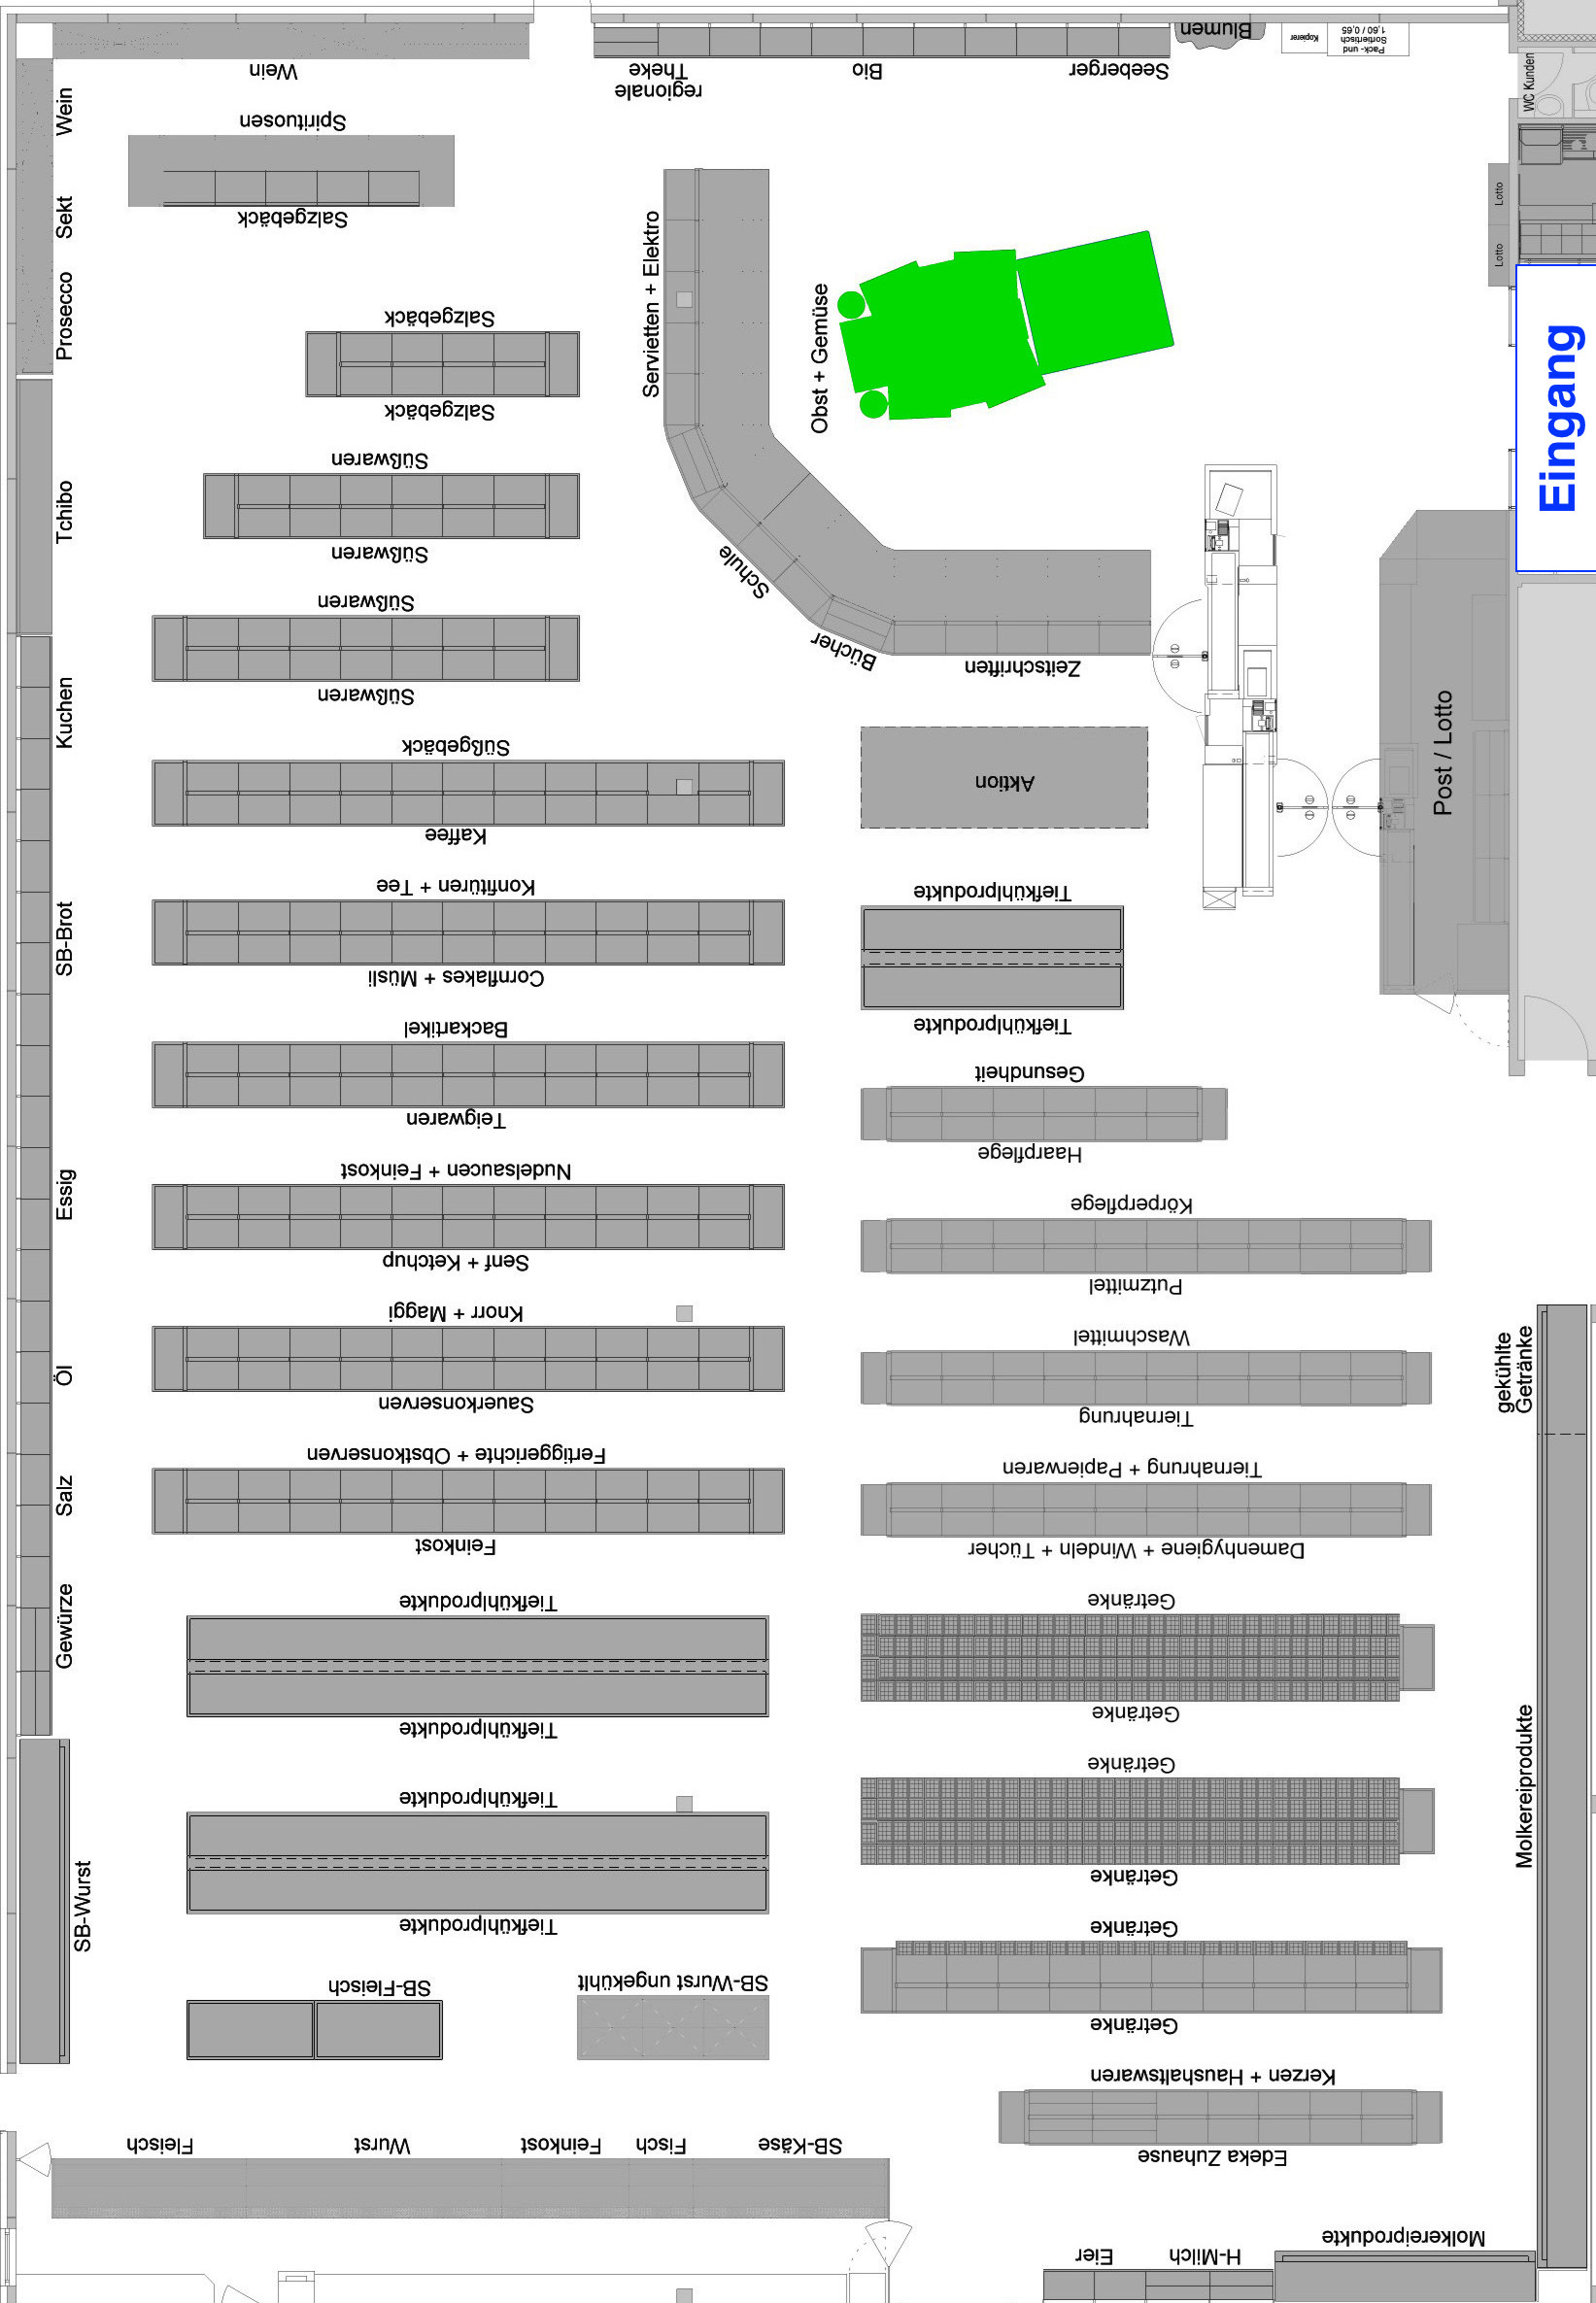 Wein
regionale
Theke
Bio
Seeberger
Blumen
Kopierer
Pack- und
Sortiertisch
1,60 / 0,65
WC Kunden
Wein
Sekt
Prosecco
Tchibo
Kuchen
SB-Brot
Essig
Öl
Salz
Gewürze
SB-Wurst
Spirituosen
Salzgebäck
Salzgebäck
Salzgebäck
Süßwaren
Süßwaren
Süßwaren
Süßwaren
Süßgebäck
Kaffee
Konfitüren + Tee
Cornflakes + Müsli
Backartikel
Teigwaren
Nudelsaucen + Feinkost
Senf + Ketchup
Knorr + Maggi
Sauerkonserven
Fertiggerichte + Obstkonserven
Feinkost
Tiefkühlprodukte
Tiefkühlprodukte
Tiefkühlprodukte
Tiefkühlprodukte
SB-Fleisch
SB-Wurst ungekühlt
Fleisch
Wurst
Feinkost
Fisch
SB-Käse
Servietten + Elektro
Schule
Bücher
Zeitschriften
Obst + Gemüse
Lotto
Lotto
Eingang
Post / Lotto
Aktion
Tiefkühlprodukte
Tiefkühlprodukte
Gesundheit
Haarpflege
Körperpflege
Putzmittel
Waschmittel
Tiernahrung
Tiernahrung + Papierwaren
Damenhygiene + Windeln + Tücher
Getränke
Getränke
Getränke
Getränke
Getränke
Getränke
Kerzen + Haushaltswaren
Edeka Zuhause
gekühlte
Getränke
Molkereiprodukte
Eier
H-Milch
Molkereiprodukte